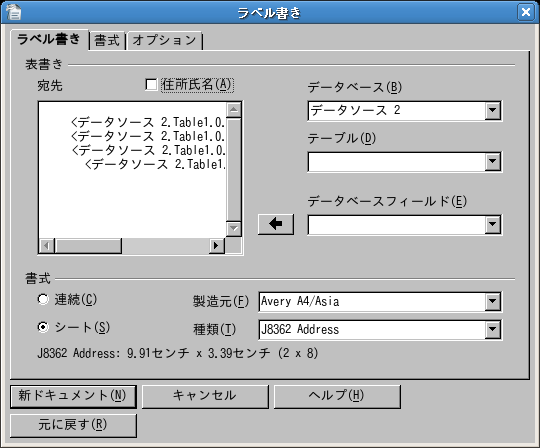 ラベル書き
ラベル書き 書式 オプション
表書き
宛先
住所氏名(A)
<データソース 2.Table1.0.
<データソース 2.Table1.0.
<データソース 2.Table1.0.
<データソース 2.Table1.
データベース(B)
データソース 2
テーブル(D)
データベースフィールド(E)
書式
連続(C)
シート(S)
製造元(F) Avery A4/Asia
種類(T) J8362 Address
J8362 Address: 9.91センチ x 3.39センチ (2 x 8)
新ドキュメント(N) キャンセル ヘルプ(H)
元に戻す(R)